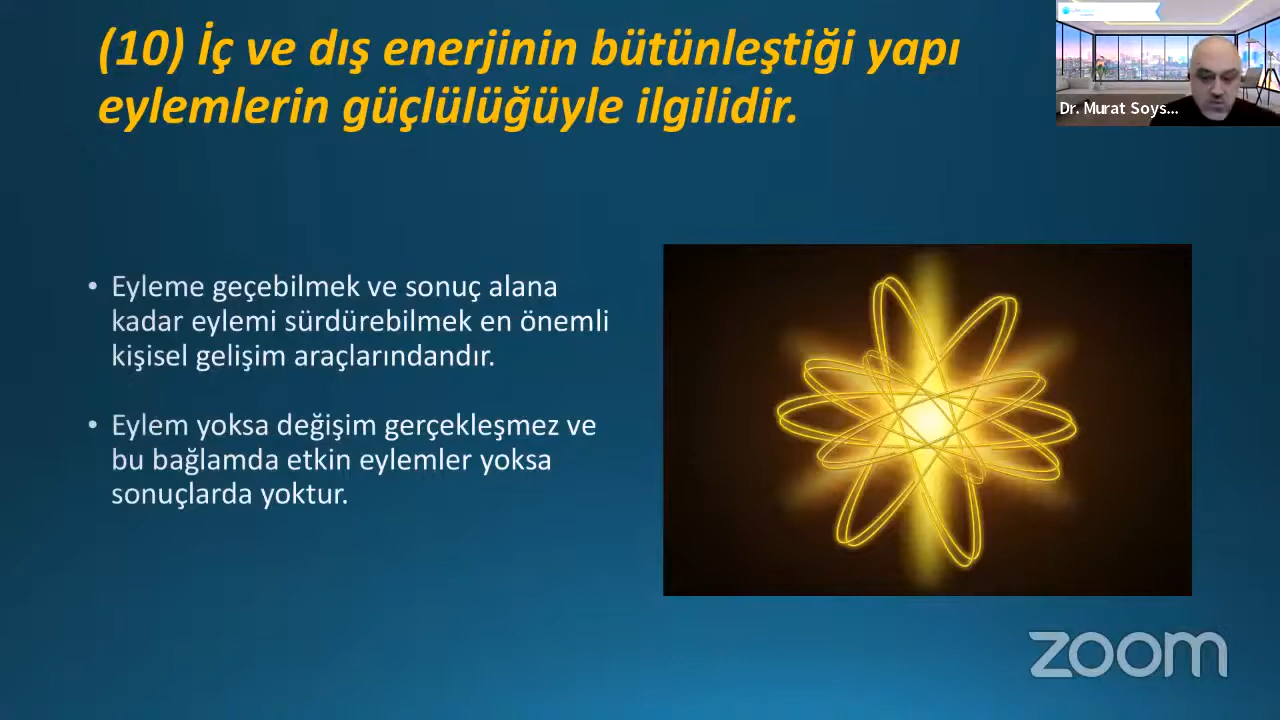 (10) İç ve dış enerjinin bütünleştiği yapı
eylemlerin güçlülüğüyle ilgilidir.
Dr. Murat Soys...
• Eyleme geçebilmek ve sonuç alana
kadar eylemi sürdürebilmek en önemli
kişisel gelişim araçlarındandır.
• Eylem yoksa değişim gerçekleşmez ve
bu bağlamda etkin eylemler yoksa
sonuçlarda yoktur.
zoom